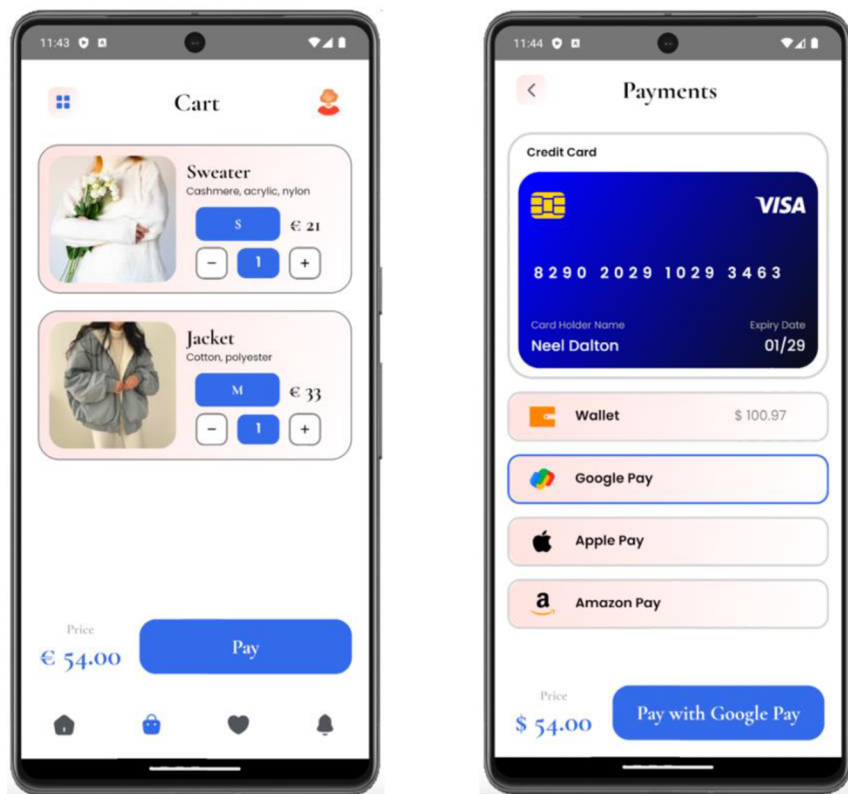 11:43
Cart
Sweater
Cashmere, acrylic, nylon
S
€ 21
− 1 +
Jacket
Cotton, polyester
M
€ 33
− 1 +
Price
€ 54.00
Pay
11:44
Payments
Credit Card
VISA
8290 2029 1029 3463
Card Holder Name
Expiry Date
Neel Dalton
01/29
Wallet
$ 100.97
Google Pay
Apple Pay
a
Amazon Pay
Price
$ 54.00
Pay with Google Pay